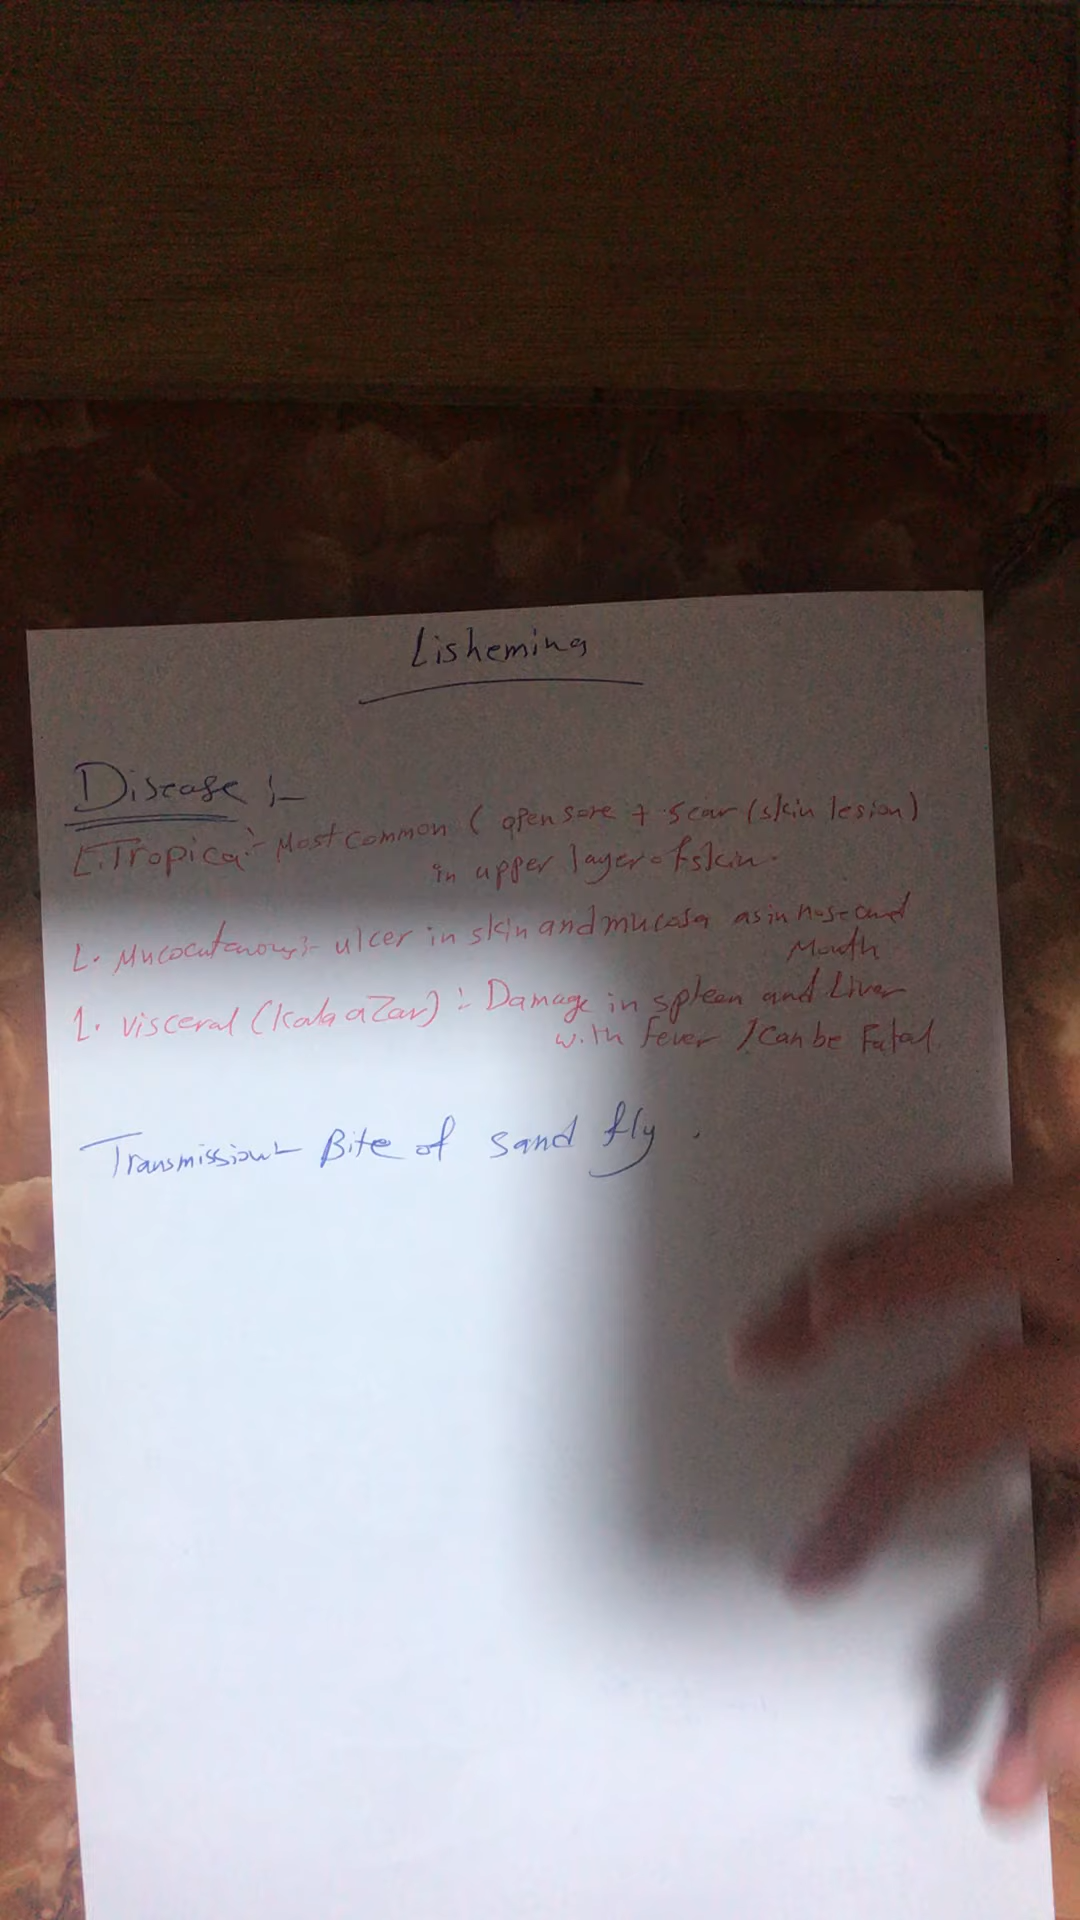 Lisheming
Disease :-
L.Tropica :- Most common ( open sore + scar (skin lesion)
in upper layer of skin.
L. Mucocutanous :- ulcer in skin and mucosa as in nose and
Mouth
L. visceral (kala aZar) :- Damage in spleen and Liver
with fever / Can be Fatal
Transmission :- Bite of sand fly .